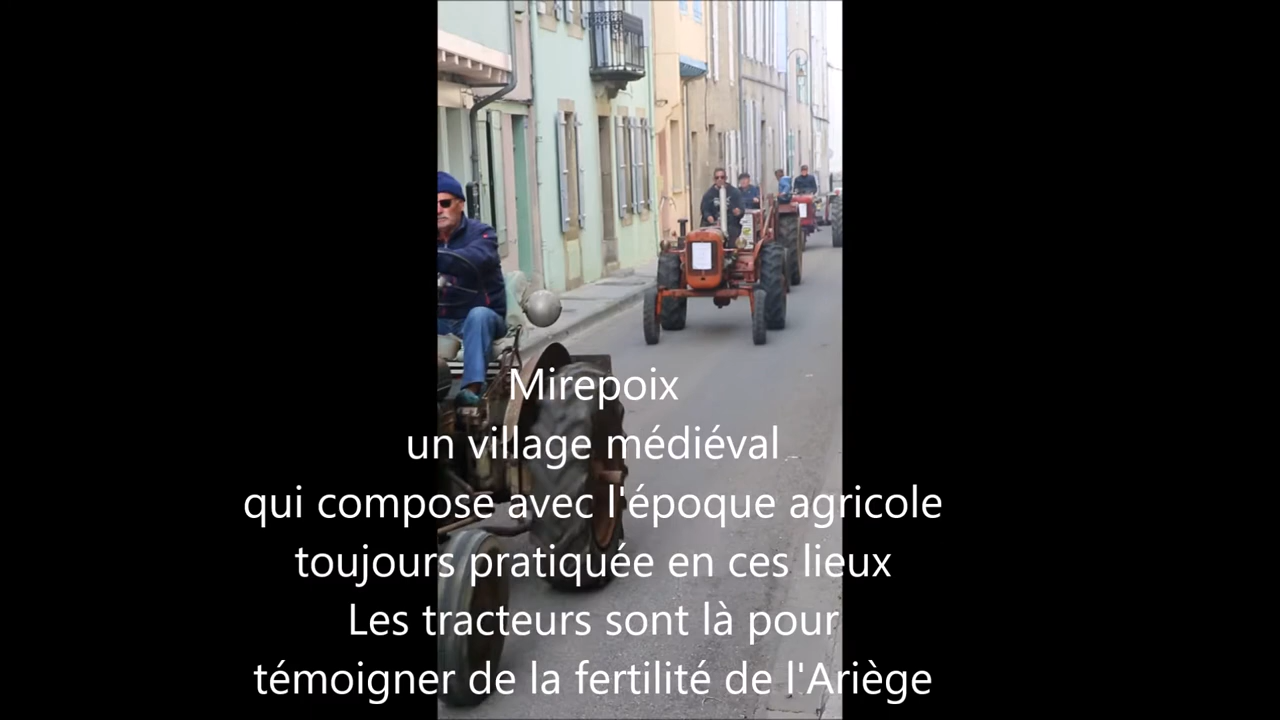 Mirepoix
un village médiéval
qui compose avec l'époque agricole
toujours pratiquée en ces lieux
Les tracteurs sont là pour
témoigner de la fertilité de l'Ariège